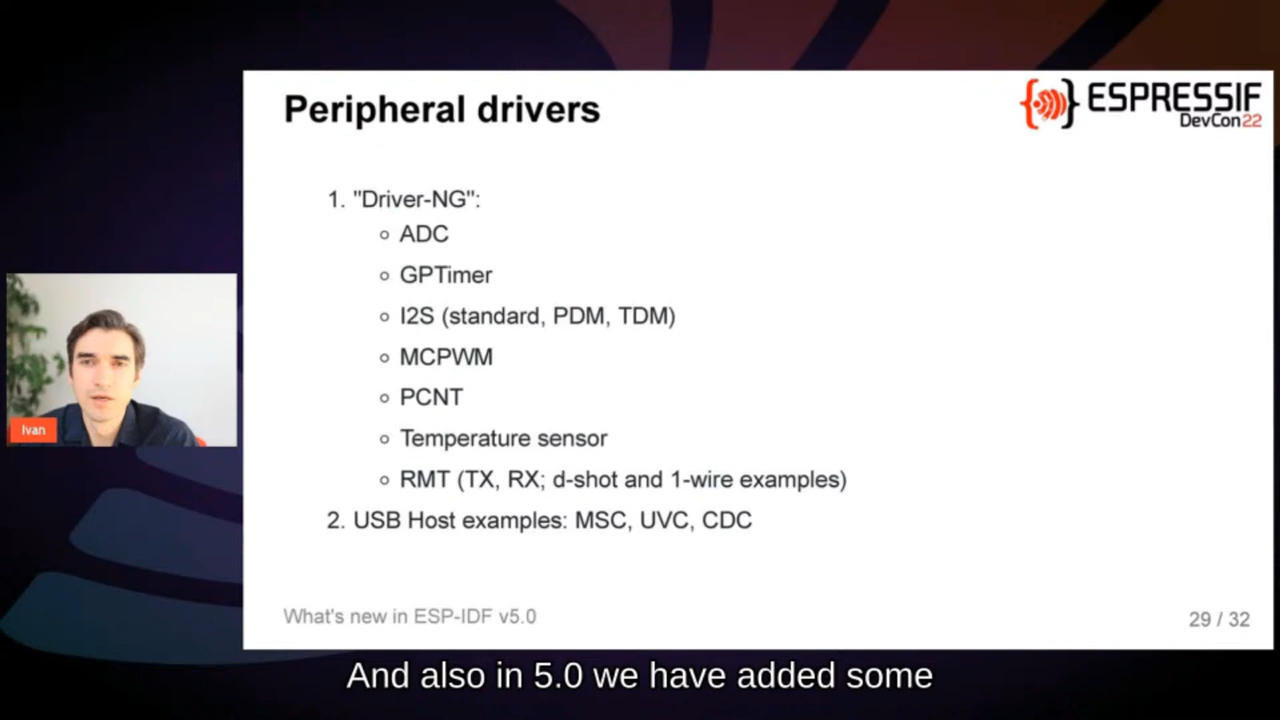 Peripheral drivers
ESPRESSIF
DevCon22
1. "Driver-NG":
ADC
GPTimer
I2S (standard, PDM, TDM)
MCPWM
PCNT
Temperature sensor
RMT (TX, RX; d-shot and 1-wire examples)
2. USB Host examples: MSC, UVC, CDC
Ivan
What's new in ESP-IDF v5.0
29 / 32
And also in 5.0 we have added some